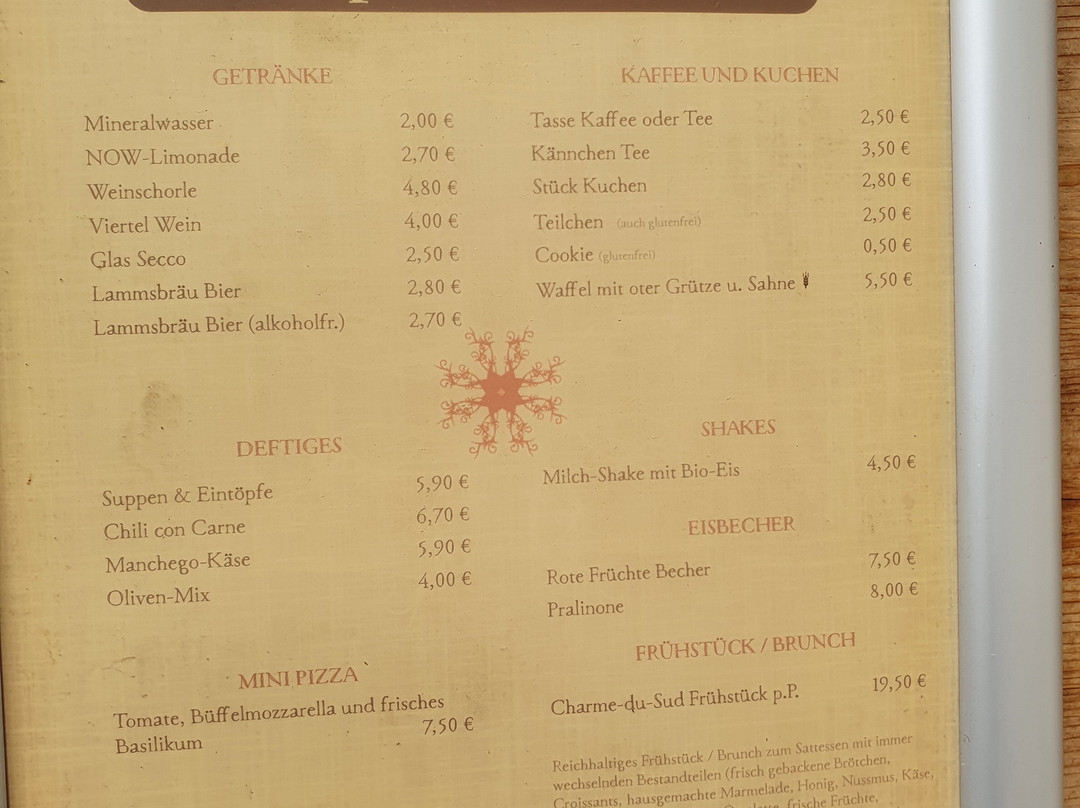 GETRÄNKE
Mineralwasser 2,00 €
NOW-Limonade 2,70 €
Weinschorle 4,80 €
Viertel Wein 4,00 €
Glas Secco 2,50 €
Lammsbräu Bier 2,80 €
Lammsbräu Bier (alkoholfr.) 2,70 €
KAFFEE UND KUCHEN
Tasse Kaffee oder Tee 2,50 €
Kännchen Tee 3,50 €
Stück Kuchen 2,80 €
Teilchen (auch glutenfrei) 2,50 €
Cookie (glutenfrei) 0,50 €
Waffel mit oter Grütze u. Sahne 5,50 €
DEFTIGES
Suppen & Eintöpfe 5,90 €
Chili con Carne 6,70 €
Manchego-Käse 5,90 €
Oliven-Mix 4,00 €
MINI PIZZA
Tomate, Büffelmozzarella und frisches
Basilikum 7,50 €
SHAKES
Milch-Shake mit Bio-Eis 4,50 €
EISBECHER
Rote Früchte Becher 7,50 €
Pralinone 8,00 €
FRÜHSTÜCK / BRUNCH
Charme-du-Sud Frühstück p.P. 19,50 €
Reichhaltiges Frühstück / Brunch zum Sattessen mit immer
wechselnden Bestandteilen (frisch gebackene Brötchen,
Croissants, hausgemachte Marmelade, Honig, Nussmus, Käse,
frische Früchte,